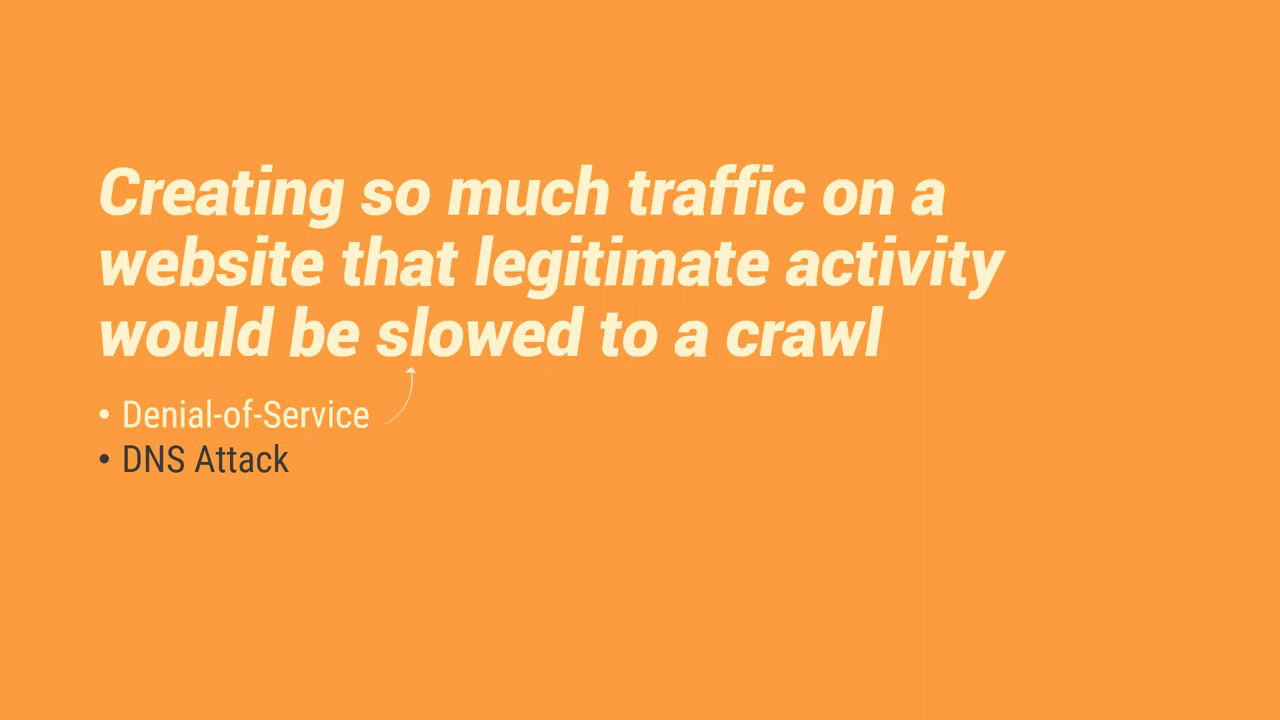 Creating so much traffic on a
website that legitimate activity
would be slowed to a crawl
• Denial-of-Service
• DNS Attack